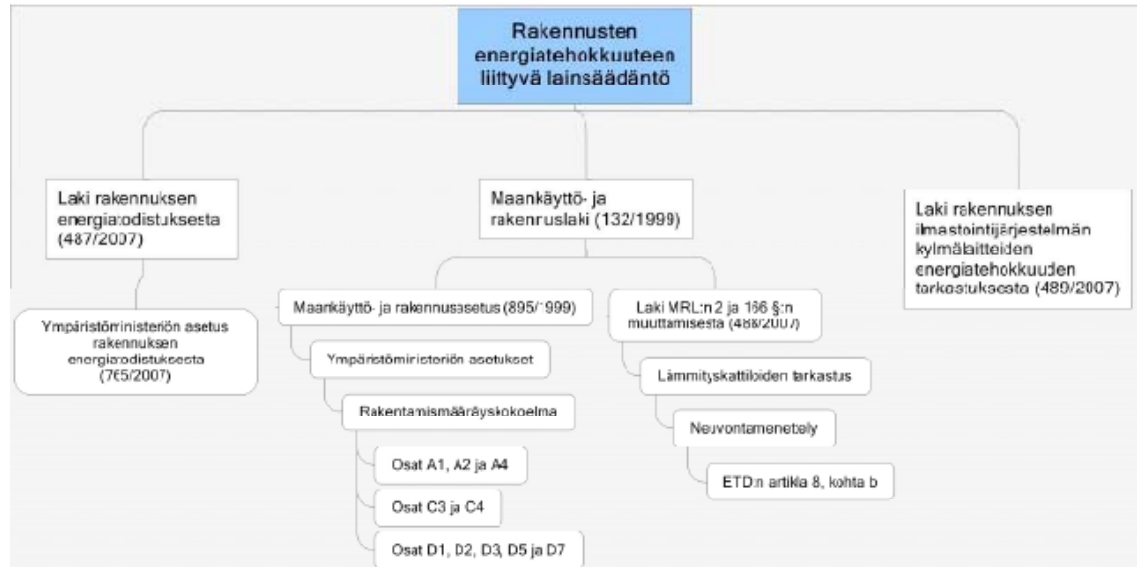 Rakennusten
energiatehokkuuteen
liittyvä lainsäädäntö
Laki rakennuksen
energiatodistuksesta
(487/2007)
Maankäyttö- ja
rakennuslaki (132/1999)
Laki rakennuksen
ilmastointijärjestelmän
kylmälaitteiden
energiatehokkuuden
tarkastuksesta (489/2007)
Ympäristöministeriön asetus
rakennuksen
energiatodistuksesta
(765/2007)
Maankäyttö- ja rakennusasetus (895/1999)
Ympäristöministeriön asetukset
Rakentamismääräyskokoelma
Osat A1, A2 ja A4
Osat C3 ja C4
Osat D1, D2, D3, D5 ja D7
Laki MRL:n 2 ja 166 §:n
muuttamisesta (488/2007)
Lämmityskattiloiden tarkastus
Neuvontamenettely
ETD:n artikla 8, kohta b